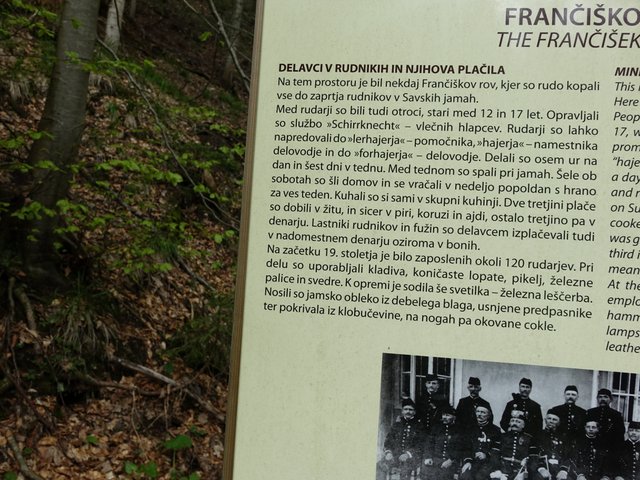 FRANČIŠKO
THE FRANČIŠEK
DELAVCI V RUDNIKIH IN NJIHOVA PLAČILA
Na tem prostoru je bil nekdaj Frančiškov rov, kjer so rudo kopali
vse do zaprtja rudnikov v Savskih jamah.
Med rudarji so bili tudi otroci, stari med 12 in 17 let. Opravljali
so službo »Schirrknecht« – vlečnih hlapcev. Rudarji so lahko
napredovali do »lerhajerja« – pomočnika, »hajerja« – namestnika
delovodje in do »forhajerja« – delovodje. Delali so osem ur na
dan in šest dni v tednu. Med tednom so spali pri jamah. Šele ob
sobotah so šli domov in se vračali v nedeljo popoldan s hrano
za ves teden. Kuhali so si sami v skupni kuhinji. Dve tretjini plače
so dobili v žitu, in sicer v piri, koruzi in ajdi, ostalo tretjino pa v
denarju. Lastniki rudnikov in fužin so delavcem izplačevali tudi
v nadomestnem denarju oziroma v bonih.
Na začetku 19. stoletja je bilo zaposlenih okoli 120 rudarjev. Pri
delu so uporabljali kladiva, koničaste lopate, pikelj, železne
palice in svedre. K opremi je sodila še svetilka – železna leščerba.
Nosili so jamsko obleko iz debelega blaga, usnjene predpasnike
ter pokrivala iz klobučevine, na nogah pa okovane cokle.
MIN
This
Here
Peop
17, w
prom
"haje
a day
and r
on Su
cooke
was g
third i
mean
At the
emplo
hamm
lamps
leathe